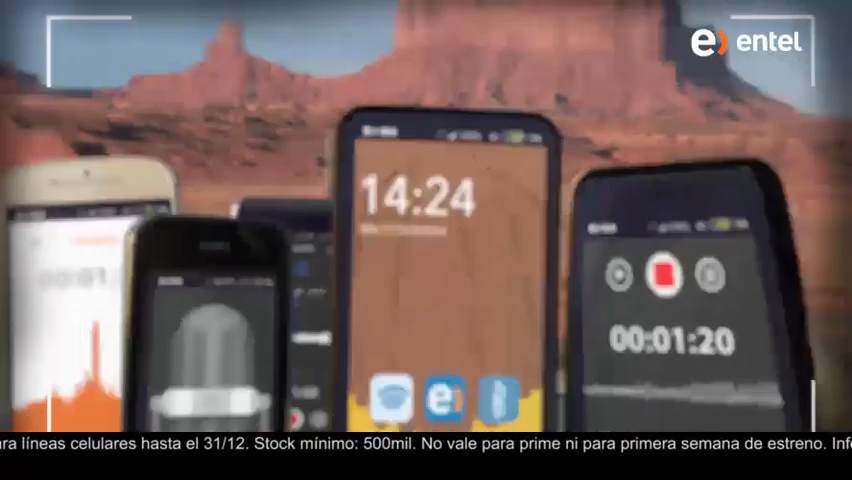 entel
14:24
00:01:20
ra líneas celulares hasta el 31/12. Stock mínimo: 500mil. No vale para prime ni para primera semana de estreno. Inf